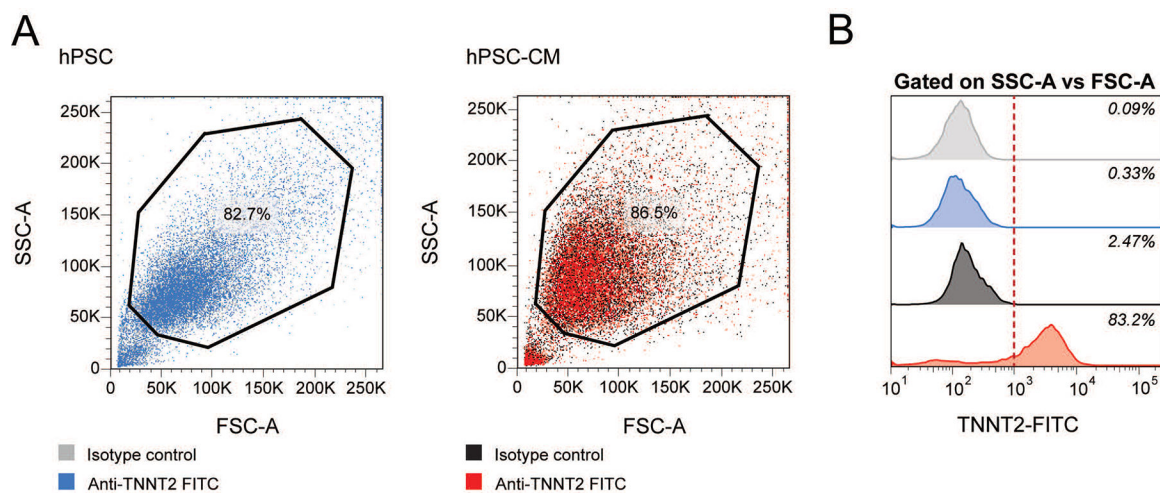 A
B
hPSC
hPSC-CM
Gated on SSC-A vs FSC-A
250K
200K
150K
100K
50K
0
SSC-A
82.7%
0 50K 100K 150K 200K 250K
FSC-A
Isotype control
Anti-TNNT2 FITC
250K
200K
150K
100K
50K
0
SSC-A
86.5%
0 50K 100K 150K 200K 250K
FSC-A
Isotype control
Anti-TNNT2 FITC
0.09%
0.33%
2.47%
83.2%
10¹ 10² 10³ 10⁴ 10⁵
TNNT2-FITC